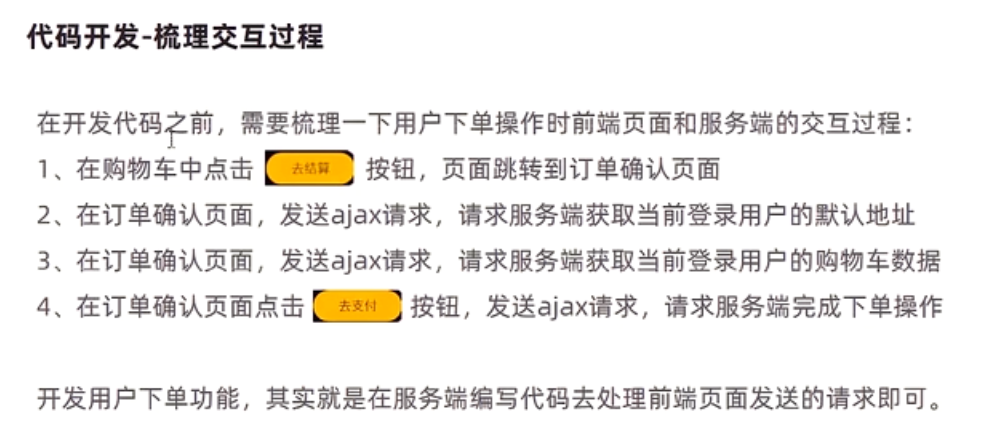 代码开发-梳理交互过程
在开发代码之前，需要梳理一下用户下单操作时前端页面和服务端的交互过程：
1、在购物车中点击 去结算 按钮，页面跳转到订单确认页面
2、在订单确认页面，发送ajax请求，请求服务端获取当前登录用户的默认地址
3、在订单确认页面，发送ajax请求，请求服务端获取当前登录用户的购物车数据
4、在订单确认页面点击 去支付 按钮，发送ajax请求，请求服务端完成下单操作
开发用户下单功能，其实就是在服务端编写代码去处理前端页面发送的请求即可。